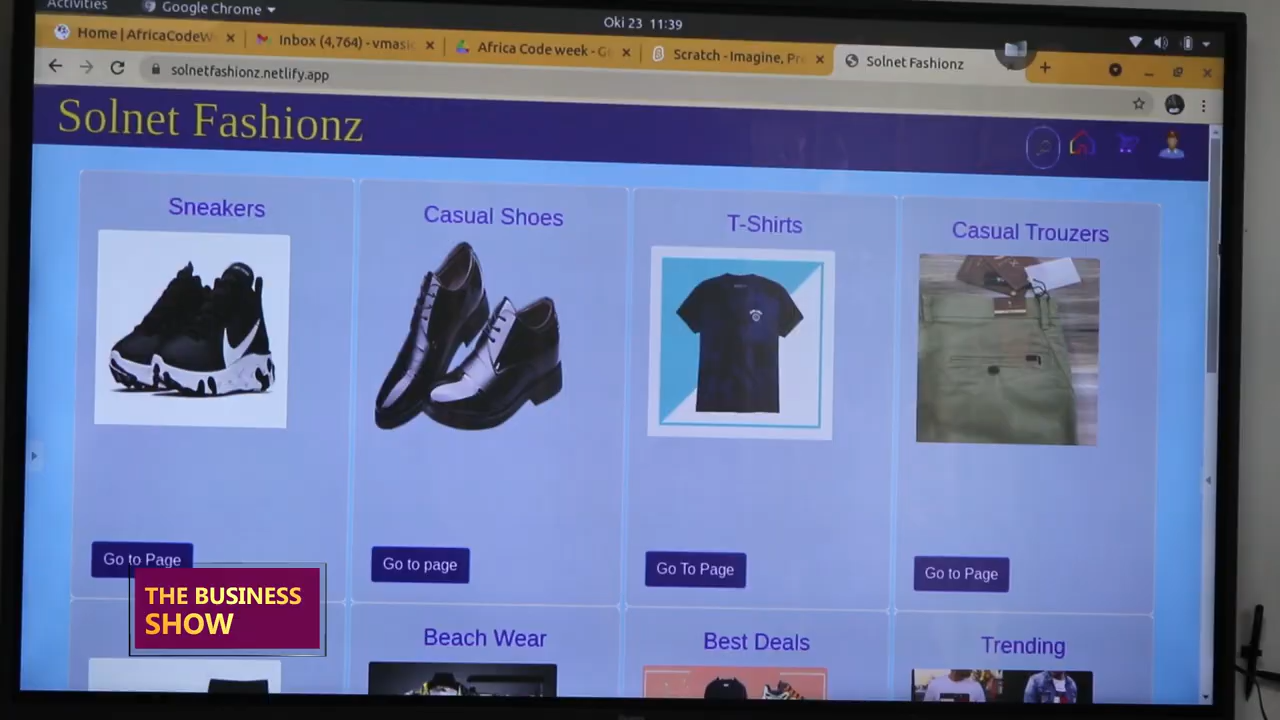 Activities
Google Chrome
Oki 23 11:39
Home | AfricaCodeW
Inbox (4,764) - vmasi
Africa Code week - G
Scratch - Imagine, Pr
Solnet Fashionz
solnetfashionz.netlify.app
Solnet Fashionz
Sneakers
Casual Shoes
T-Shirts
Casual Trouzers
Go to Page
Go to page
Go To Page
Go to Page
THE BUSINESS
SHOW
Beach Wear
Best Deals
Trending